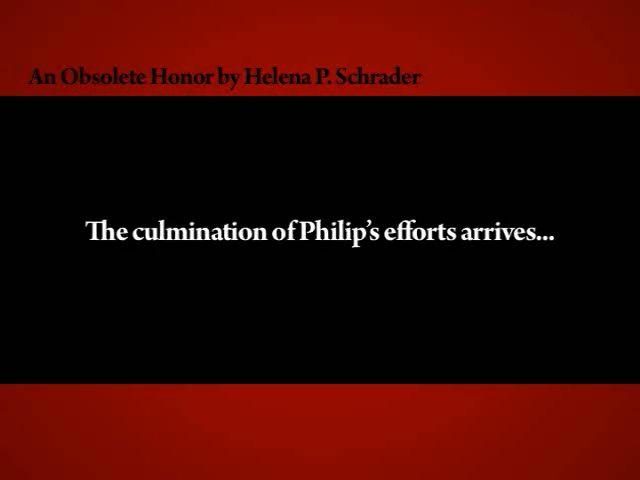 An Obsolete Honor by Helena P. Schrader
The culmination of Philip's efforts arrives...